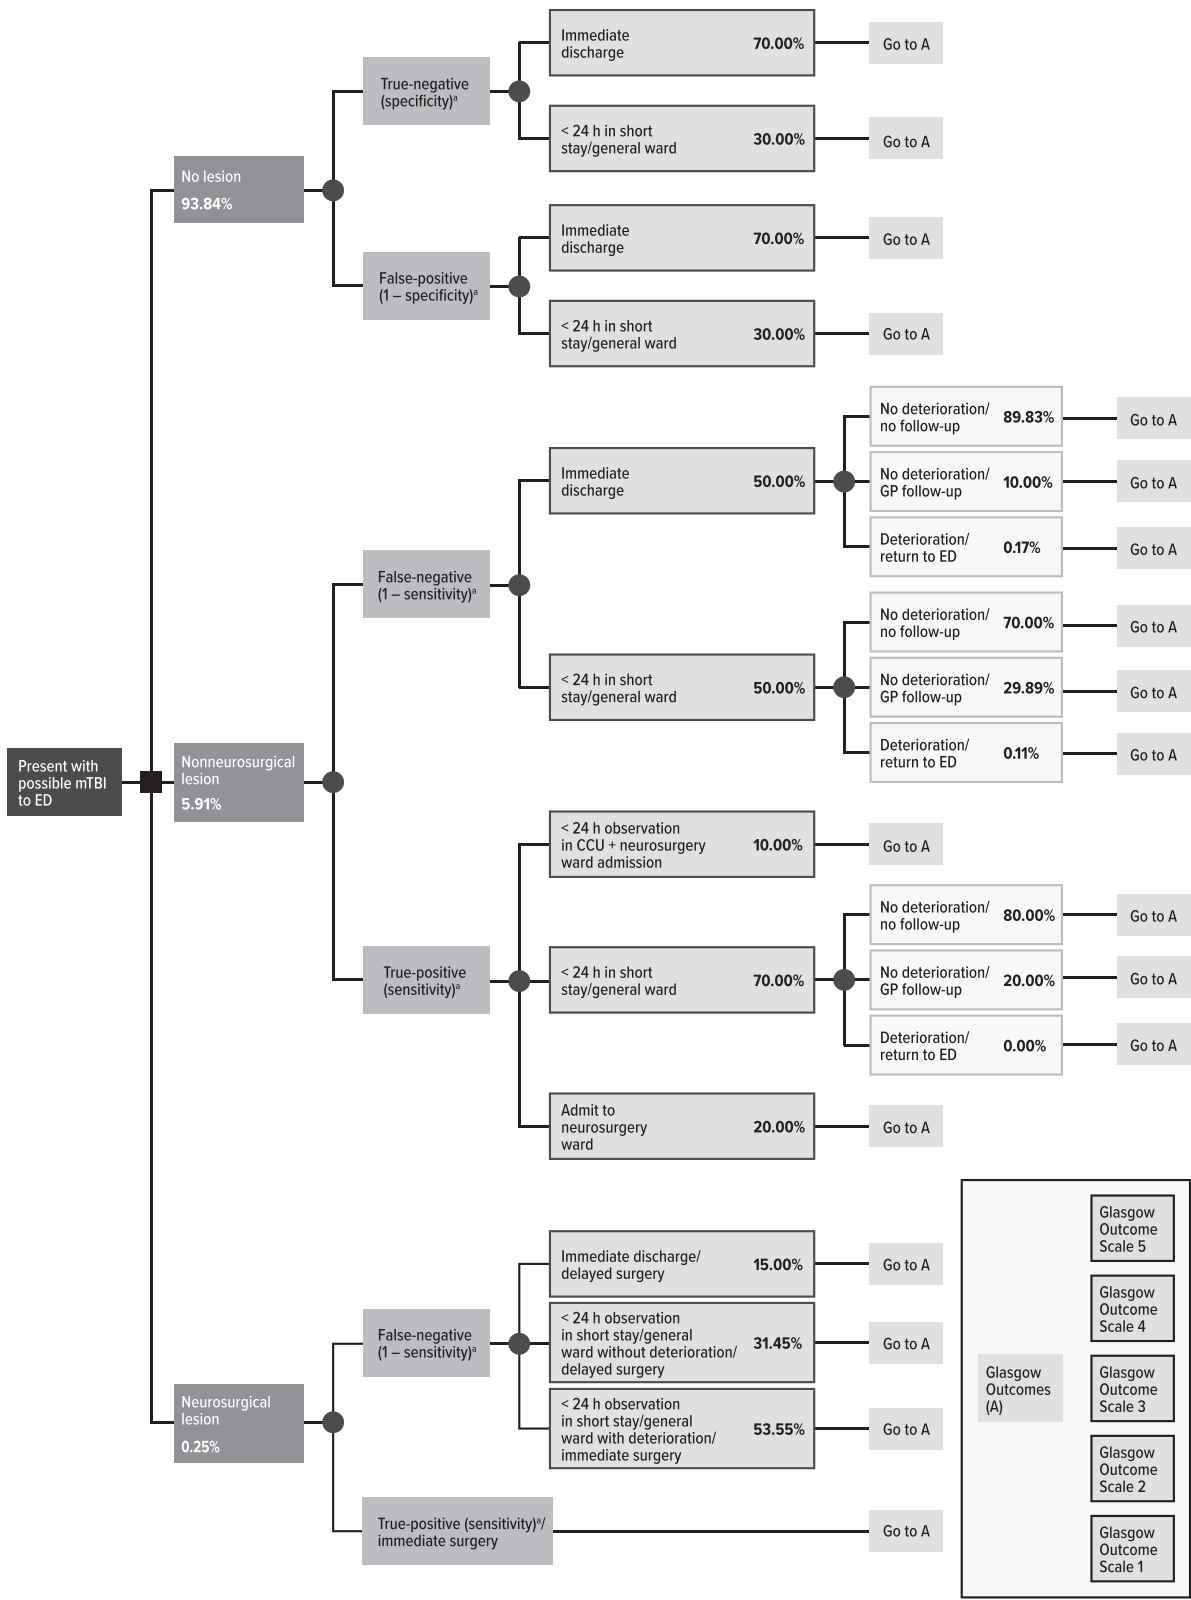 Immediate
discharge
70.00%
Go to A
True-negative
(specificity)ª
< 24 h in short
stay/general ward
30.00%
Go to A
No lesion
93.84%
Immediate
discharge
70.00%
Go to A
False-positive
(1 – specificity)ª
< 24 h in short
stay/general ward
30.00%
Go to A
No deterioration/
no follow-up
89.83%
Go to A
Immediate
discharge
50.00%
No deterioration/
GP follow-up
10.00%
Go to A
Deterioration/
return to ED
0.17%
Go to A
False-negative
(1 – sensitivity)ª
No deterioration/
no follow-up
70.00%
Go to A
< 24 h in short
stay/general ward
50.00%
No deterioration/
GP follow-up
29.89%
Go to A
Deterioration/
return to ED
0.11%
Go to A
Present with
possible mTBI
to ED
Nonneurosurgical
lesion
5.91%
< 24 h observation
in CCU + neurosurgery
ward admission
10.00%
Go to A
No deterioration/
no follow-up
80.00%
Go to A
True-positive
(sensitivity)ª
< 24 h in short
stay/general ward
70.00%
No deterioration/
GP follow-up
20.00%
Go to A
Deterioration/
return to ED
0.00%
Go to A
Admit to
neurosurgery
ward
20.00%
Go to A
Immediate discharge/
delayed surgery
15.00%
Go to A
False-negative
(1 – sensitivity)ª
< 24 h observation
in short stay/general
ward without deterioration/
delayed surgery
31.45%
Go to A
Neurosurgical
lesion
0.25%
< 24 h observation
in short stay/general
ward with deterioration/
immediate surgery
53.55%
Go to A
True-positive (sensitivity)ª/
immediate surgery
Go to A
Glasgow
Outcomes
(A)
Glasgow
Outcome
Scale 5
Glasgow
Outcome
Scale 4
Glasgow
Outcome
Scale 3
Glasgow
Outcome
Scale 2
Glasgow
Outcome
Scale 1